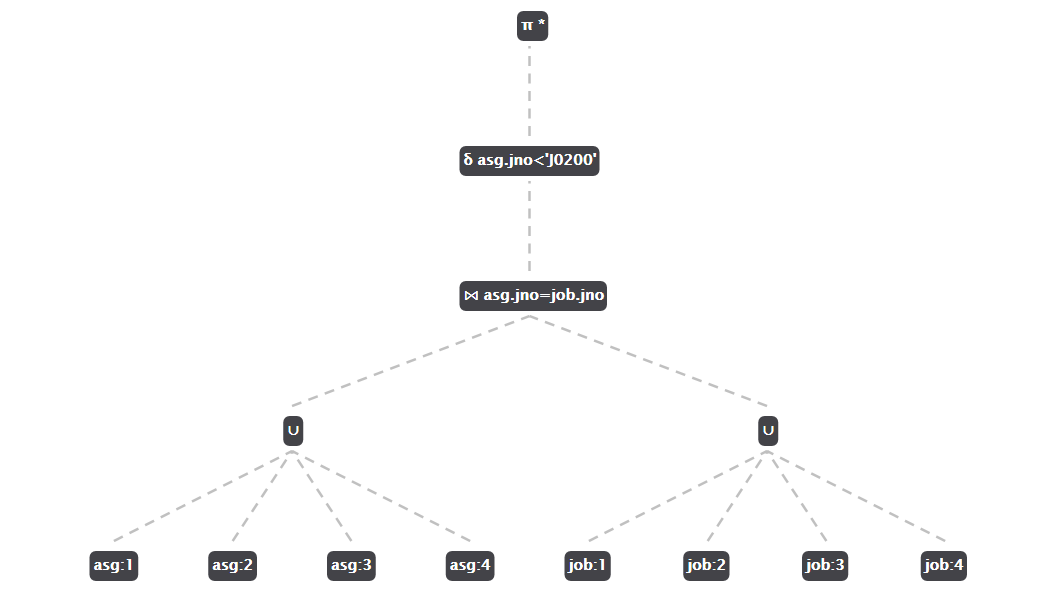 π *
δ asg.jno<'J0200'
⋈ asg.jno=job.jno
∪ ∪
asg:1 asg:2 asg:3 asg:4 job:1 job:2 job:3 job:4